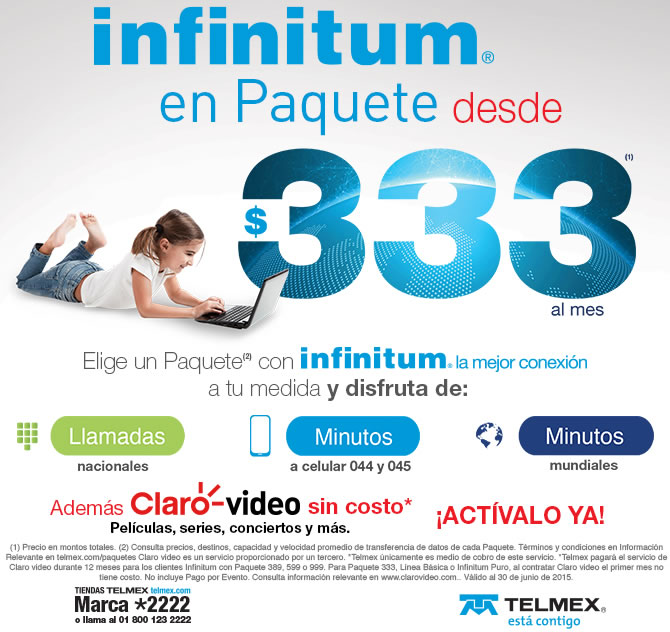 infinitum®
en Paquete desde
$333 (1)
al mes
Elige un Paquete(2) con infinitum® la mejor conexión
a tu medida y disfruta de:
Llamadas
nacionales
Minutos
a celular 044 y 045
Minutos
mundiales
Además Claro-video sin costo*
Películas, series, conciertos y más.
¡ACTÍVALO YA!
(1) Precio en montos totales. (2) Consulta precios, destinos, capacidad y velocidad promedio de transferencia de datos de cada Paquete. Términos y condiciones en Información
Relevante en telmex.com/paquetes Claro video es un servicio proporcionado por un tercero. *Telmex únicamente es medio de cobro de este servicio. *Telmex pagará el servicio de
Claro video durante 12 meses para los clientes Infinitum con Paquete 389, 599 o 999. Para Paquete 333, Línea Básica o Infinitum Puro, al contratar Claro video el primer mes no
tiene costo. No incluye Pago por Evento. Consulta información relevante en www.clarovideo.com.. Válido al 30 de junio de 2015.
TIENDAS TELMEX telmex.com
Marca *2222
o llama al 01 800 123 2222
TELMEX®
está contigo